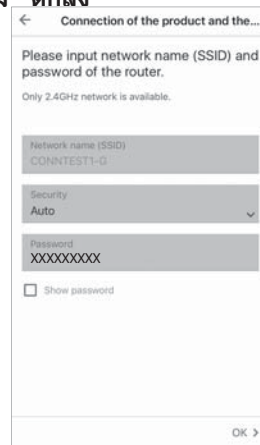 Connection of the product and the...
Please input network name (SSID) and
password of the router.
Only 2.4GHz network is available.
Network name (SSID)
CONNTEST1-G
Security
Auto
Password
XXXXXXXXX
Show password
OK >